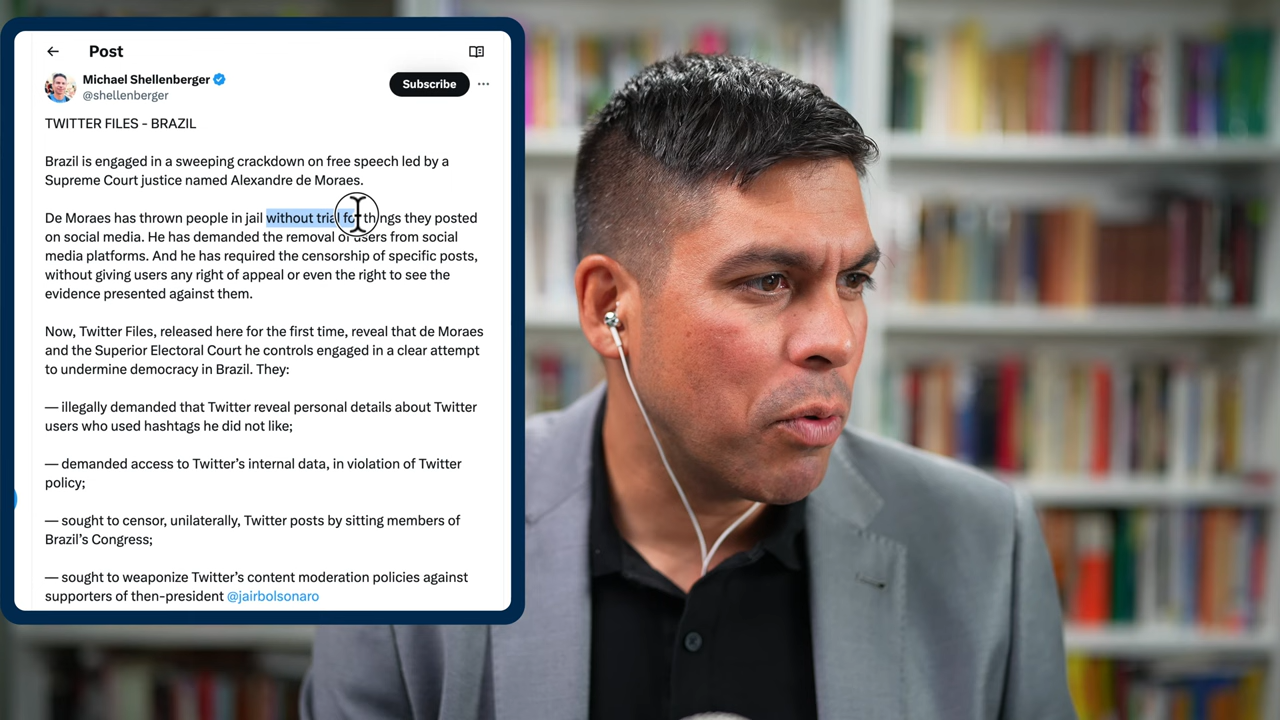 Post
Michael Shellenberger
Subscribe
@shellenberger
TWITTER FILES - BRAZIL
Brazil is engaged in a sweeping crackdown on free speech led by a
Supreme Court justice named Alexandre de Moraes.
De Moraes has thrown people in jail without trial for things they posted
on social media. He has demanded the removal of users from social
media platforms. And he has required the censorship of specific posts,
without giving users any right of appeal or even the right to see the
evidence presented against them.
Now, Twitter Files, released here for the first time, reveal that de Moraes
and the Superior Electoral Court he controls engaged in a clear attempt
to undermine democracy in Brazil. They:
— illegally demanded that Twitter reveal personal details about Twitter
users who used hashtags he did not like;
— demanded access to Twitter’s internal data, in violation of Twitter
policy;
— sought to censor, unilaterally, Twitter posts by sitting members of
Brazil’s Congress;
— sought to weaponize Twitter’s content moderation policies against
supporters of then-president @jairbolsonaro